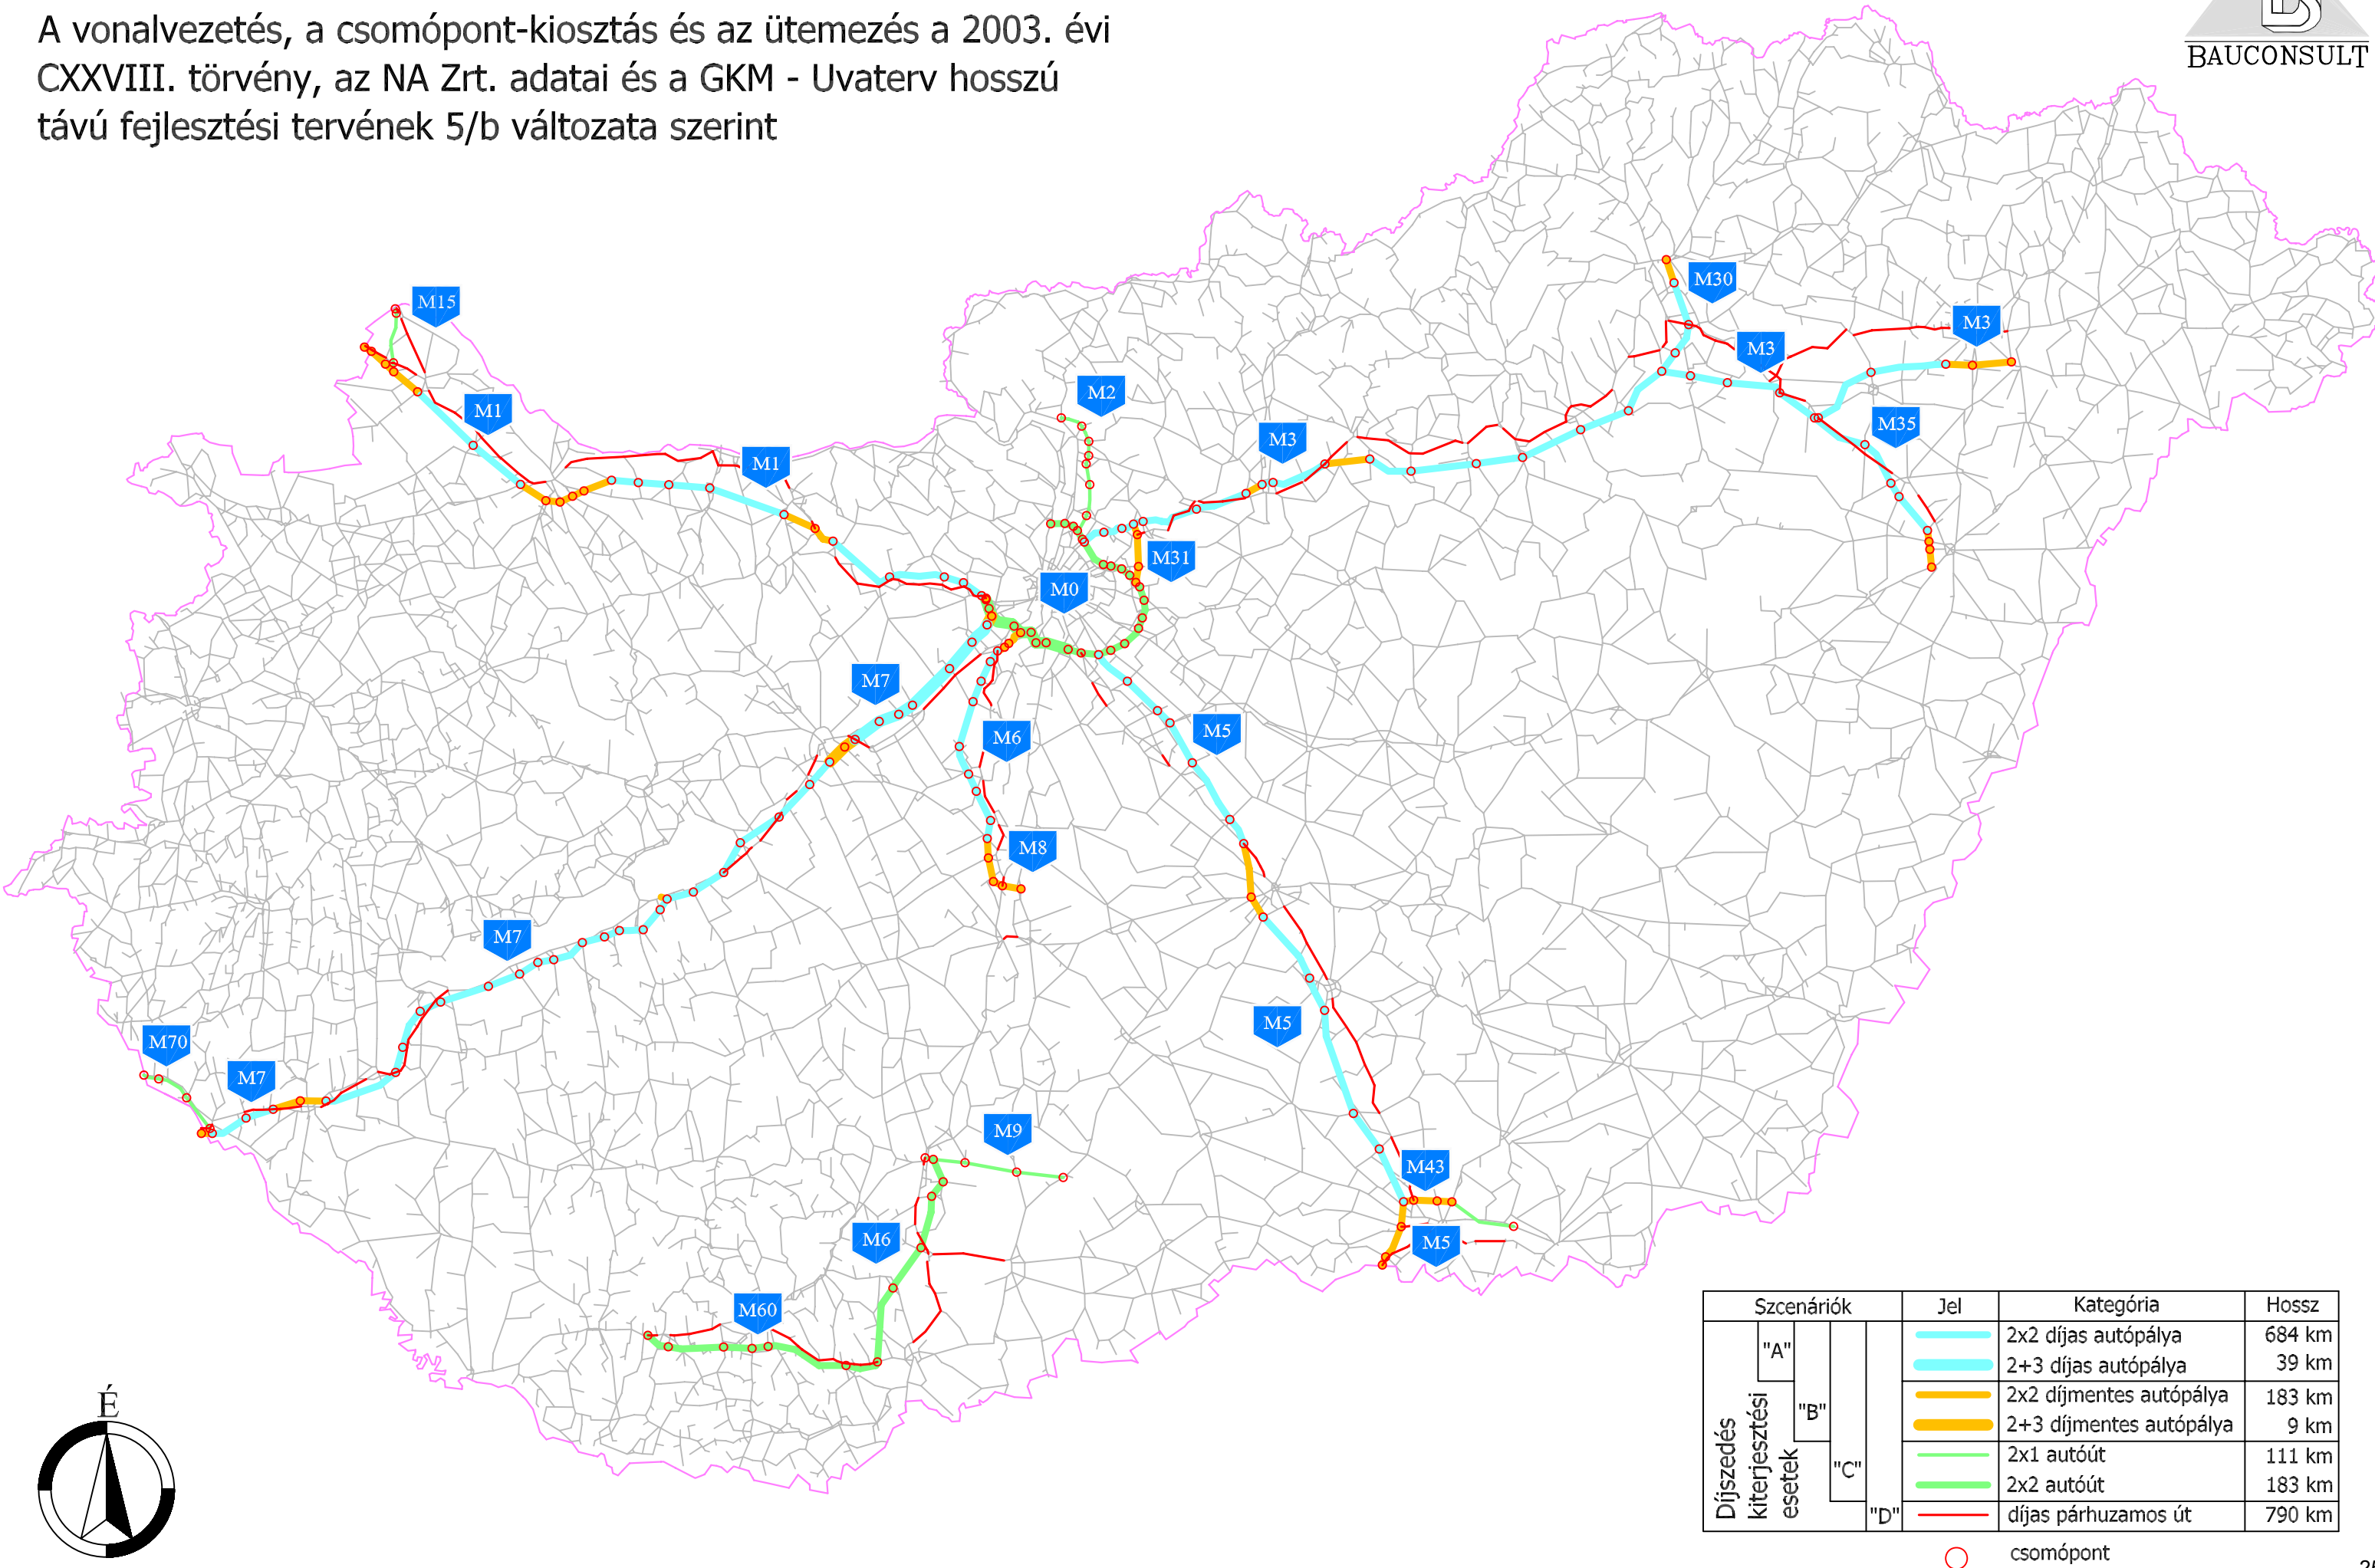 A vonalvezetés, a csomópont-kiosztás és az ütemezés a 2003. évi
CXXVIII. törvény, az NA Zrt. adatai és a GKM - Uvaterv hosszú
távú fejlesztési tervének 5/b változata szerint
BAUCONSULT
M30
M15
M3
M3
M2
M1
M35
M3
M1
M31
M0
M7
M5
M6
M8
M7
M5
M70
M7
M9
M43
M6
M5
M60
Szcenáriók Jel Kategória Hossz
Díjszedés
kiterjesztési
esetek
"A"
"B"
"C"
"D"
2x2 díjas autópálya 684 km
2+3 díjas autópálya 39 km
2x2 díjmentes autópálya 183 km
2+3 díjmentes autópálya 9 km
2x1 autóút 111 km
2x2 autóút 183 km
díjas párhuzamos út 790 km
csomópont
É